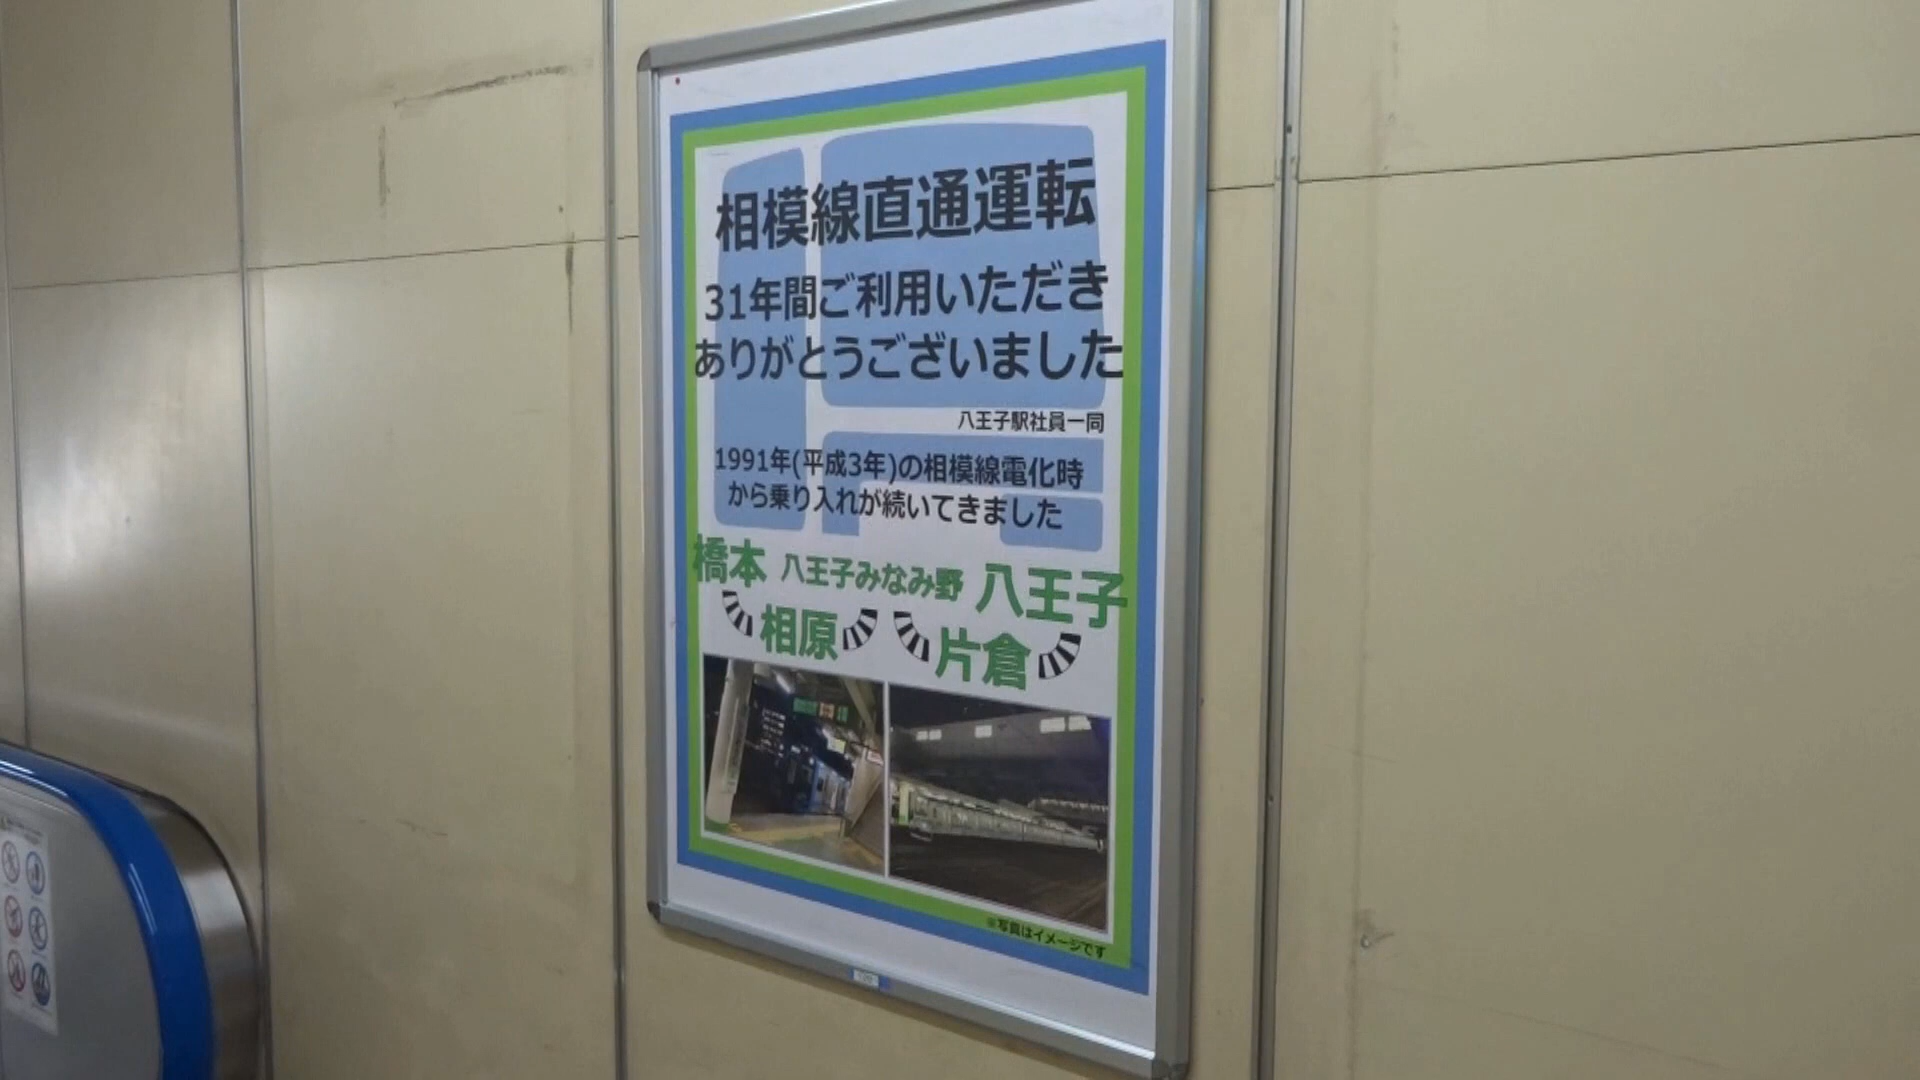 相模線直通運転
31年間ご利用いただき
ありがとうございました
八王子駅社員一同
1991年(平成3年)の相模線電化時
から乗り入れが続いてきました
橋本 八王子みなみ野 八王子
相原 片倉
※写真はイメージです